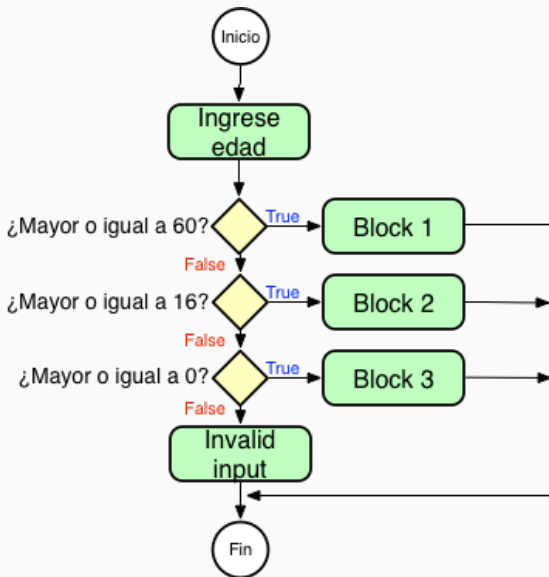 Inicio
Ingrese
edad
¿Mayor o igual a 60?
True
Block 1
False
¿Mayor o igual a 16?
True
Block 2
False
¿Mayor o igual a 0?
True
Block 3
False
Invalid
input
Fin